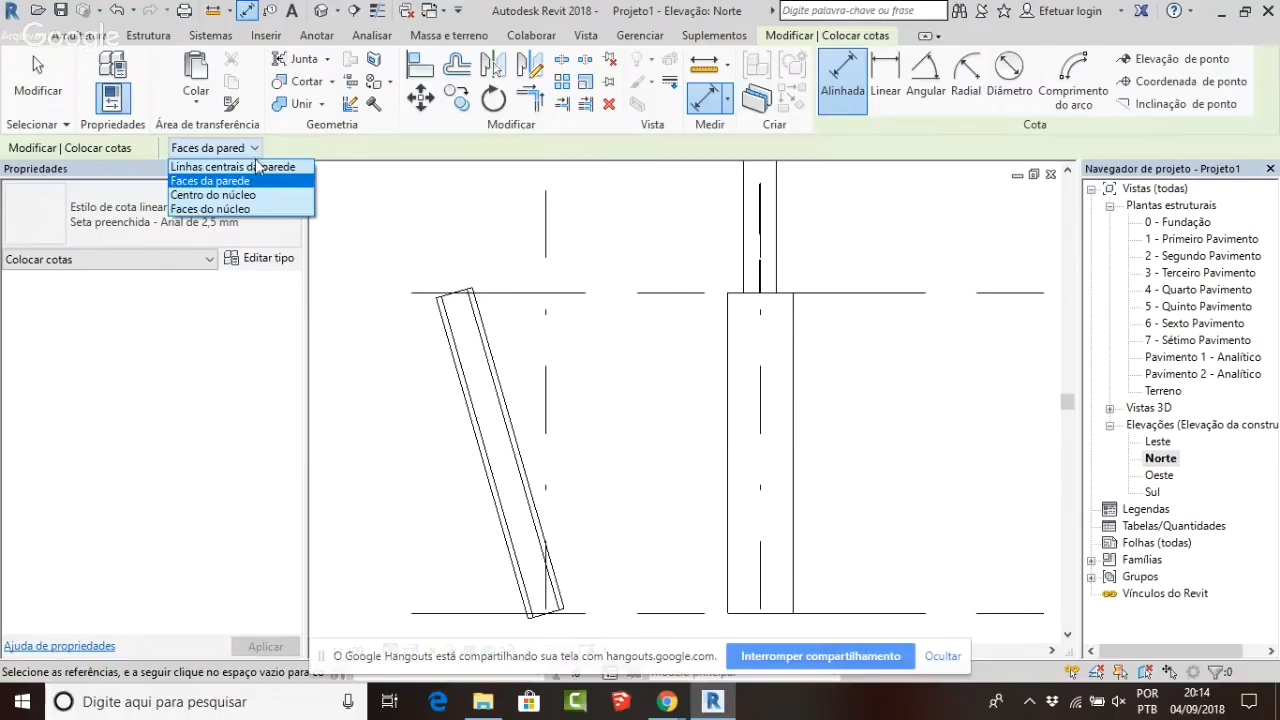 Autodesk Revit 2018 - Projeto1 - Elevação: Norte
Digite palavra-chave ou frase
Efetuar login
Google
Estrutura
Sistemas
Inserir
Anotar
Analisar
Massa e terreno
Colaborar
Vista
Gerenciar
Suplementos
Modificar | Colocar cotas
Modificar
Colar
Junta
Cortar
Unir
Alinhada
Linear
Angular
Radial
Diâmetro
Comprimento do arco
Elevação de ponto
Coordenada de ponto
Inclinação de ponto
Selecionar
Propriedades
Área de transferência
Geometria
Modificar
Vista
Medir
Criar
Cota
Modificar | Colocar cotas
Faces da pared
Linhas centrais da parede
Faces da parede
Centro do núcleo
Faces do núcleo
Propriedades
Estilo de cota linear
Seta preenchida - Arial de 2,5 mm
Colocar cotas
Editar tipo
Ajuda de propriedades
Aplicar
Navegador de projeto - Projeto1
Vistas (todas)
Plantas estruturais
0 - Fundação
1 - Primeiro Pavimento
2 - Segundo Pavimento
3 - Terceiro Pavimento
4 - Quarto Pavimento
5 - Quinto Pavimento
6 - Sexto Pavimento
7 - Sétimo Pavimento
Pavimento 1 - Analítico
Pavimento 2 - Analítico
Terreno
Vistas 3D
Elevações (Elevação da constru
Leste
Norte
Oeste
Sul
Legendas
Tabelas/Quantidades
Folhas (todas)
Famílias
Grupos
Vínculos do Revit
O Google Hangouts está compartilhando sua tela com hangouts.google.com.
Interromper compartilhamento
Ocultar
Selecione as referências, e a seguir clique no espaço vazio para co
:0
Digite aqui para pesquisar
POR
PTB
20:14
04/09/2018